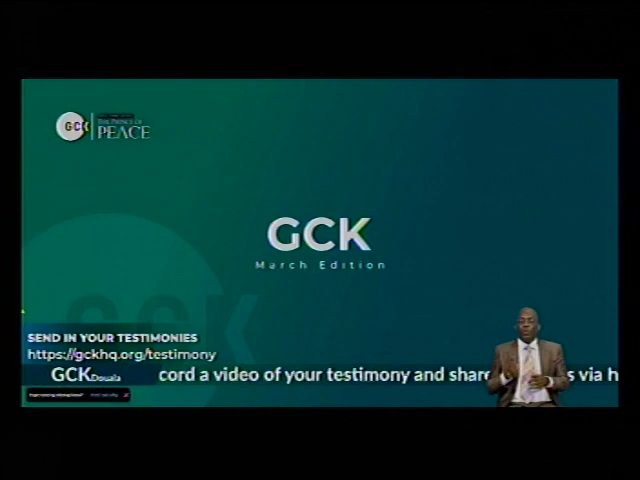 GCK
THE PRINCE OF
PEACE
GCK
March Edition
SEND IN YOUR TESTIMONIES
https://gckhq.org/testimony
GCK Douala
cord a video of your testimony and share s via h